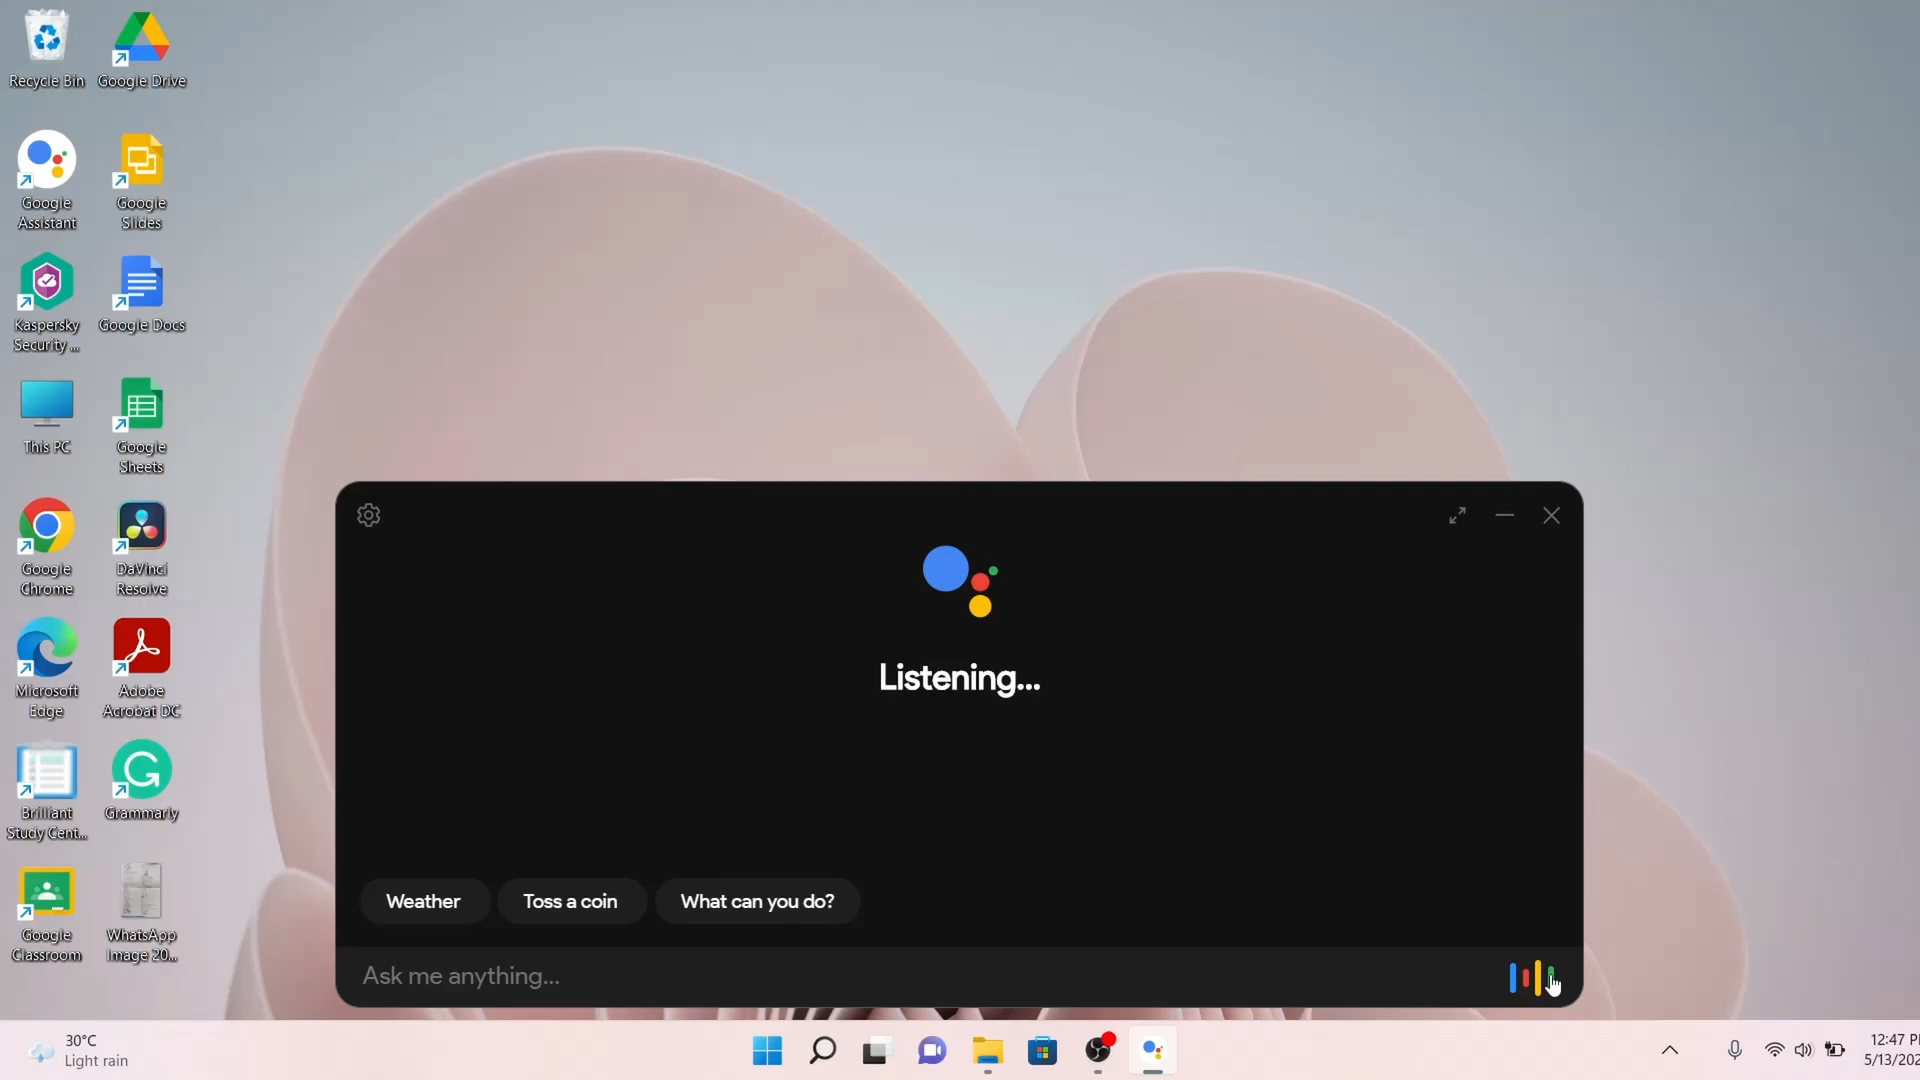 Recycle Bin
Google Drive
Google
Assistant
Google
Slides
Kaspersky
Security ...
Google Docs
This PC
Google
Sheets
Google
Chrome
DaVinci
Resolve
Microsoft
Edge
Adobe
Acrobat DC
Brilliant
Study Cent...
Grammarly
Google
Classroom
WhatsApp
Image 20...
Listening...
Weather
Toss a coin
What can you do?
Ask me anything...
30°C
Light rain
12:47 P
5/13/202